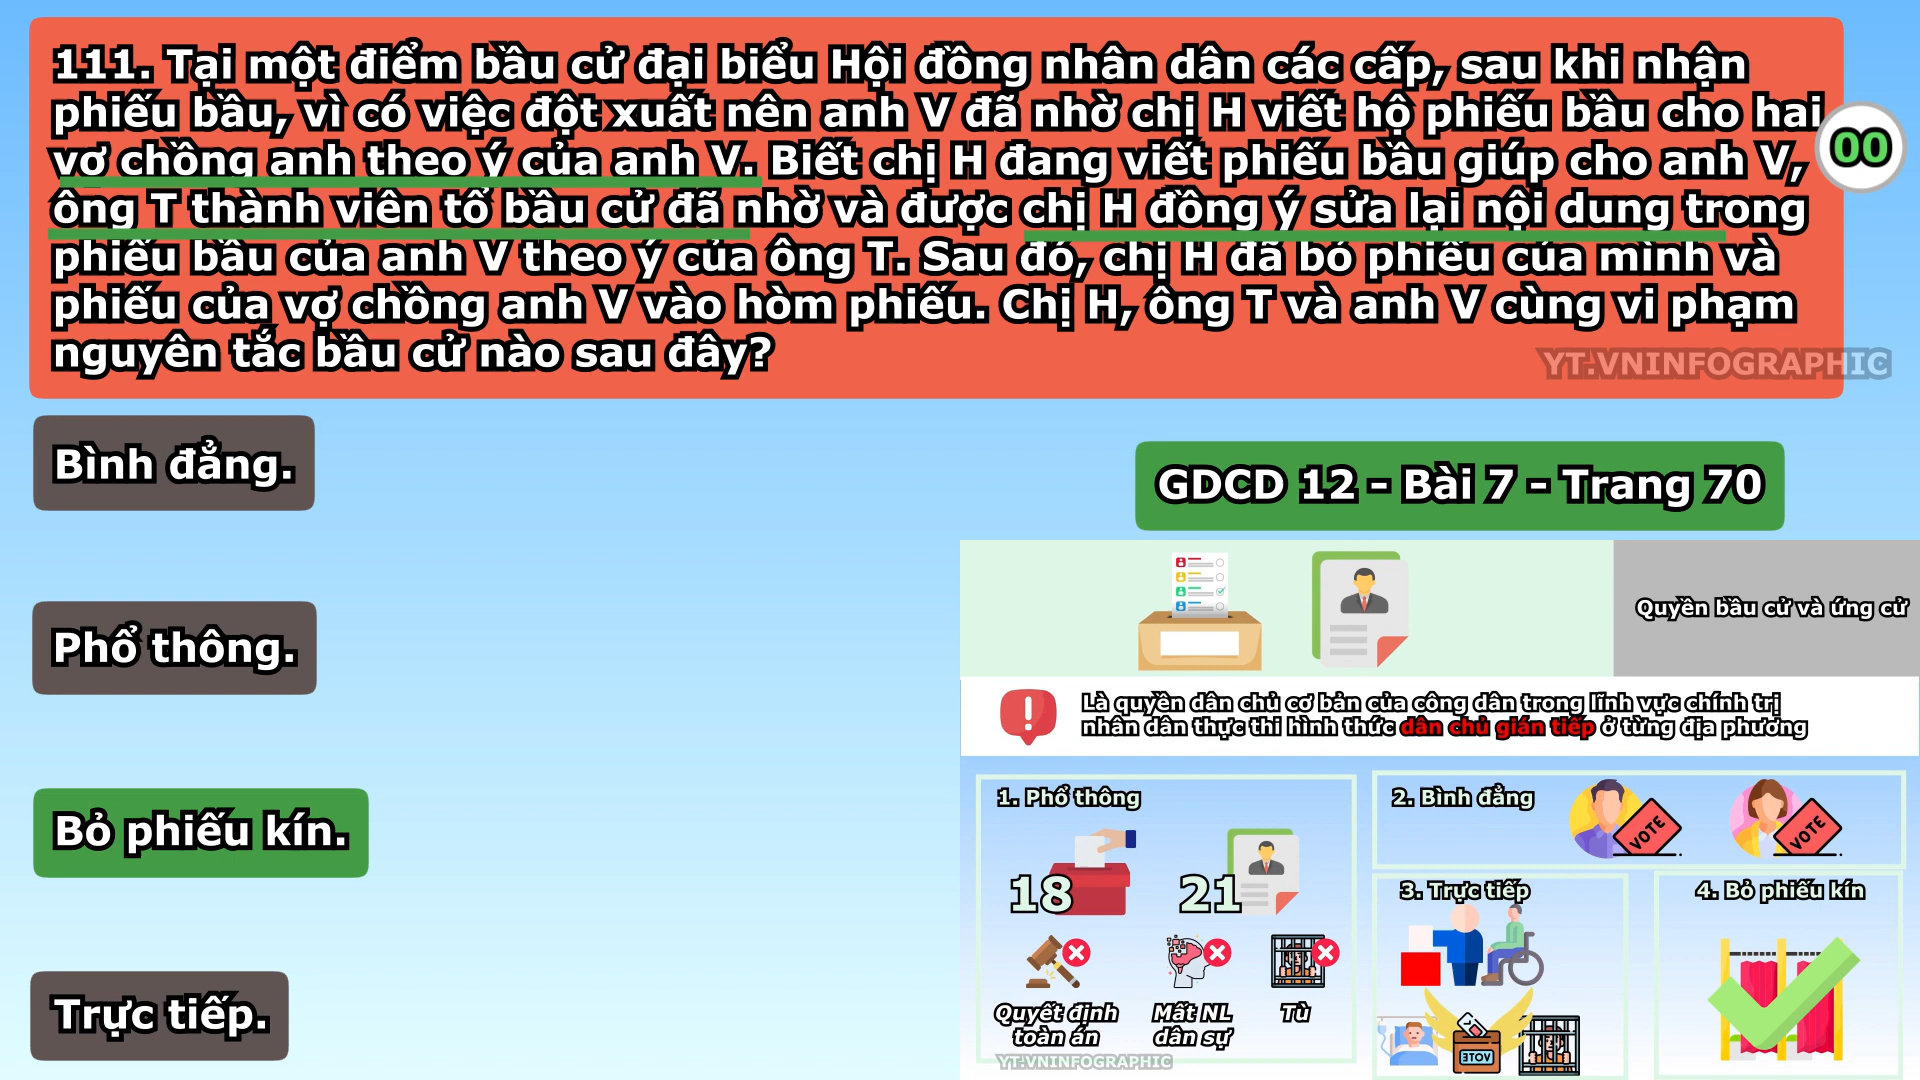 111. Tại một điểm bầu cử đại biểu Hội đồng nhân dân các cấp, sau khi nhận
phiếu bầu, vì có việc đột xuất nên anh V đã nhờ chị H viết hộ phiếu bầu cho hai
vợ chồng anh theo ý của anh V. Biết chị H đang viết phiếu bầu giúp cho anh V,
ông T thành viên tổ bầu cử đã nhờ và được chị H đồng ý sửa lại nội dung trong
phiếu bầu của anh V theo ý của ông T. Sau đó, chị H đã bỏ phiếu của mình và
phiếu của vợ chồng anh V vào hòm phiếu. Chị H, ông T và anh V cùng vi phạm
nguyên tắc bầu cử nào sau đây?
00
YT.VNINFOGRAPHIC
Bình đẳng.
Phổ thông.
Bỏ phiếu kín.
Trực tiếp.
GDCD 12 - Bài 7 - Trang 70
Quyền bầu cử và ứng cử
Là quyền dân chủ cơ bản của công dân trong lĩnh vực chính trị
nhân dân thực thi hình thức dân chủ gián tiếp ở từng địa phương
1. Phổ thông
18
21
Quyết định
toàn án
Mất NL
dân sự
Tù
YT.VNINFOGRAPHIC
2. Bình đẳng
VOTE
VOTE
3. Trực tiếp
VOTE
4. Bỏ phiếu kín